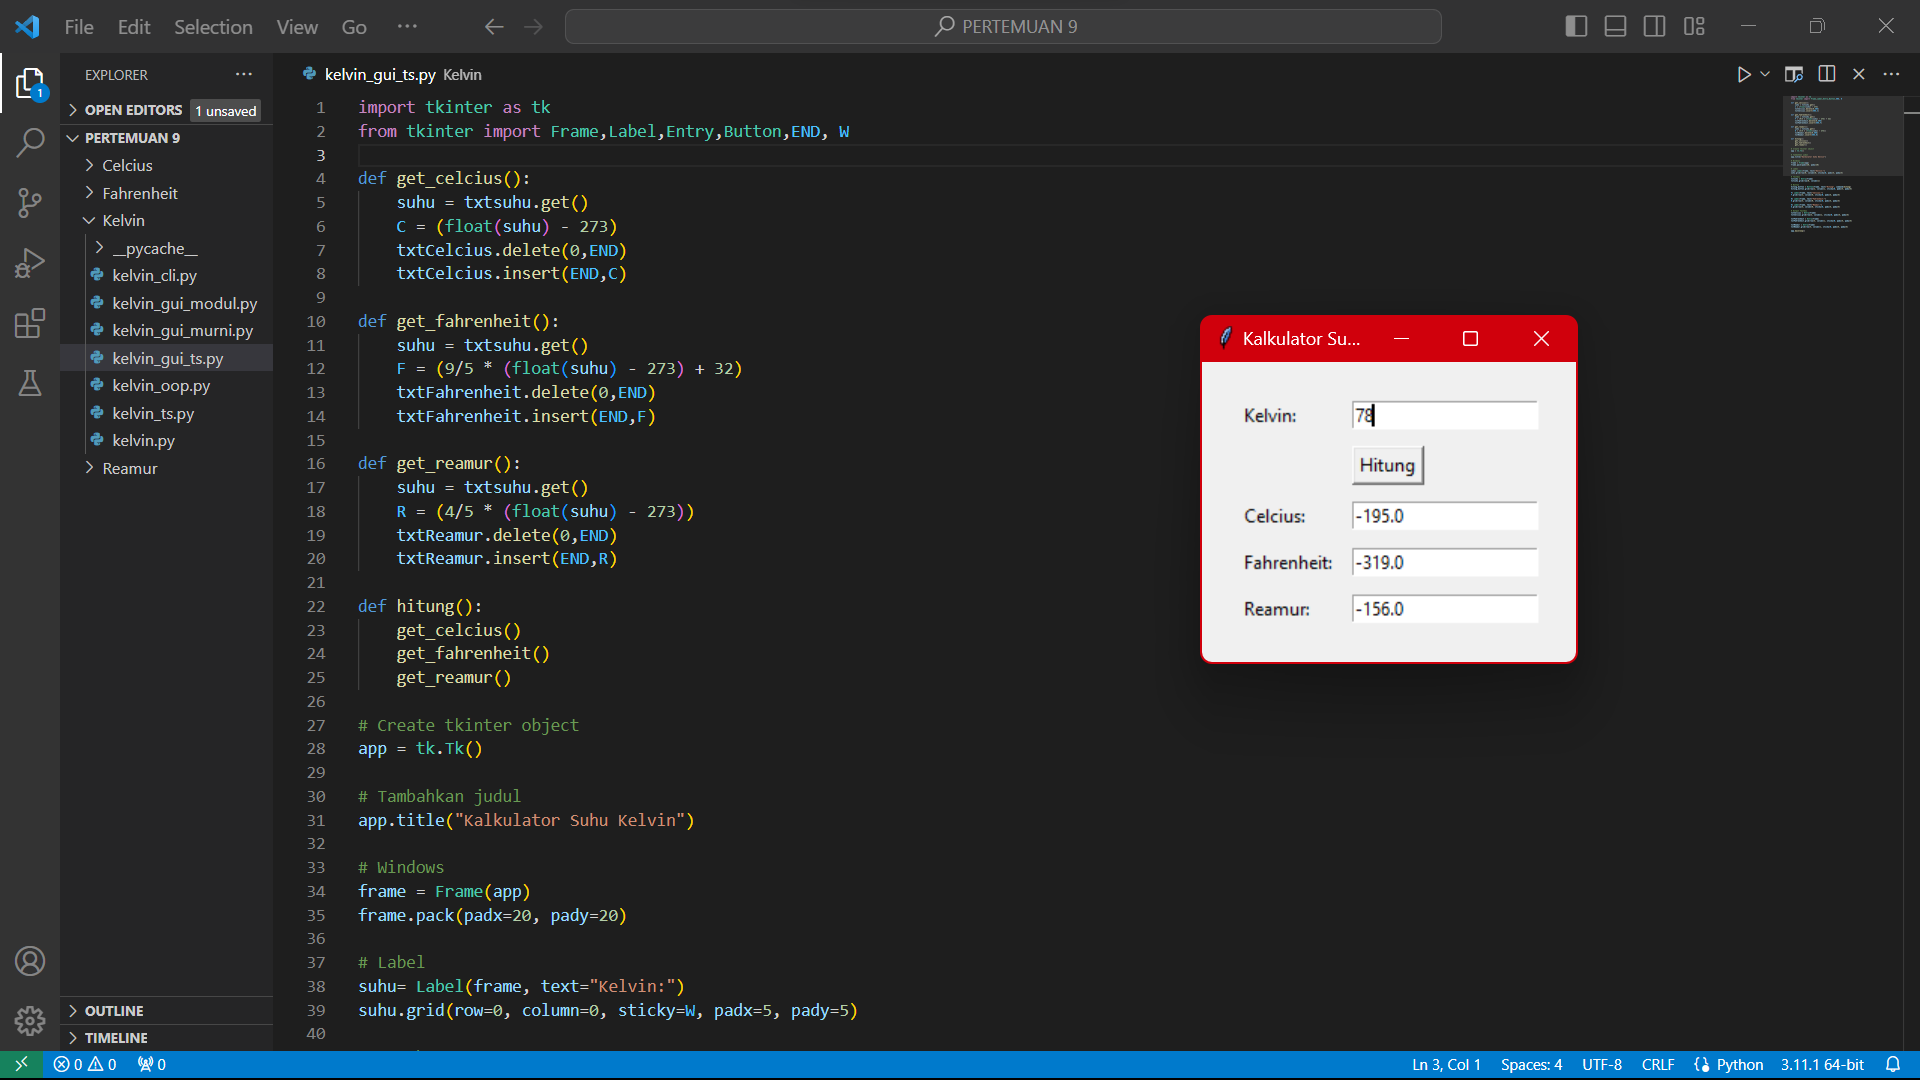 File Edit Selection View Go ···
PERTEMUAN 9
EXPLORER ···
OPEN EDITORS 1 unsaved
PERTEMUAN 9
Celcius
Fahrenheit
Kelvin
__pycache__
kelvin_cli.py
kelvin_gui_modul.py
kelvin_gui_murni.py
kelvin_gui_ts.py
kelvin_oop.py
kelvin_ts.py
kelvin.py
Reamur
OUTLINE
TIMELINE
1
kelvin_gui_ts.py Kelvin
1 import tkinter as tk
2 from tkinter import Frame,Label,Entry,Button,END, W
3
4 def get_celcius():
5     suhu = txtsuhu.get()
6     C = (float(suhu) - 273)
7     txtCelcius.delete(0,END)
8     txtCelcius.insert(END,C)
9
10 def get_fahrenheit():
11     suhu = txtsuhu.get()
12     F = (9/5 * (float(suhu) - 273) + 32)
13     txtFahrenheit.delete(0,END)
14     txtFahrenheit.insert(END,F)
15
16 def get_reamur():
17     suhu = txtsuhu.get()
18     R = (4/5 * (float(suhu) - 273))
19     txtReamur.delete(0,END)
20     txtReamur.insert(END,R)
21
22 def hitung():
23     get_celcius()
24     get_fahrenheit()
25     get_reamur()
26
27 # Create tkinter object
28 app = tk.Tk()
29
30 # Tambahkan judul
31 app.title("Kalkulator Suhu Kelvin")
32
33 # Windows
34 frame = Frame(app)
35 frame.pack(padx=20, pady=20)
36
37 # Label
38 suhu= Label(frame, text="Kelvin:")
39 suhu.grid(row=0, column=0, sticky=W, padx=5, pady=5)
40
Kalkulator Su...
Kelvin: 78
Hitung
Celcius: -195.0
Fahrenheit: -319.0
Reamur: -156.0
0 0 0
Ln 3, Col 1 Spaces: 4 UTF-8 CRLF Python 3.11.1 64-bit